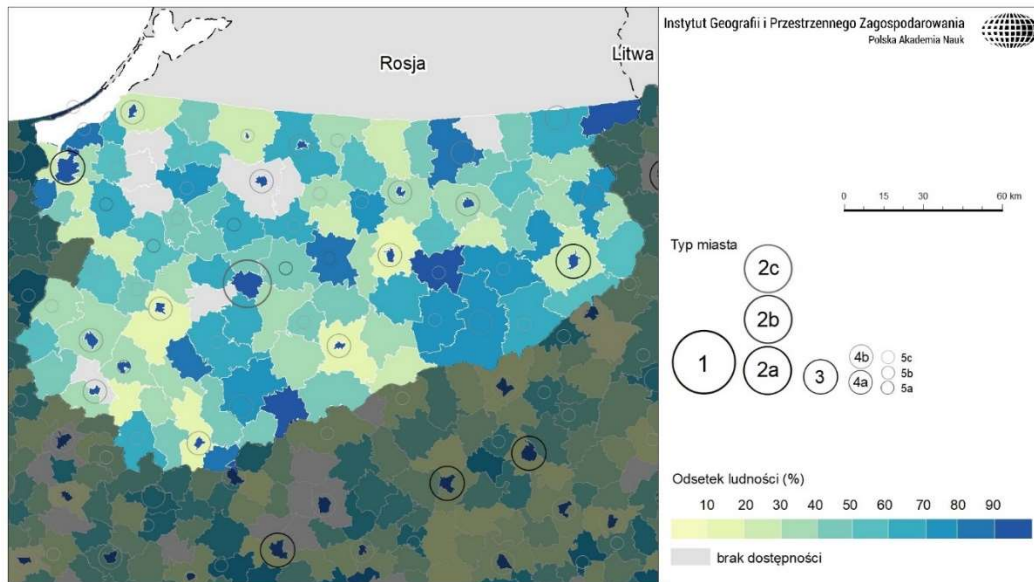 Instytut Geografii i Przestrzennego Zagospodarowania
Polska Akademia Nauk
Rosja
Litwa
0 15 30 60 km
Typ miasta
2c
2b
1
2a
3
4b
4a
5c
5b
5a
Odsetek ludności (%)
10 20 30 40 50 60 70 80 90
brak dostępności